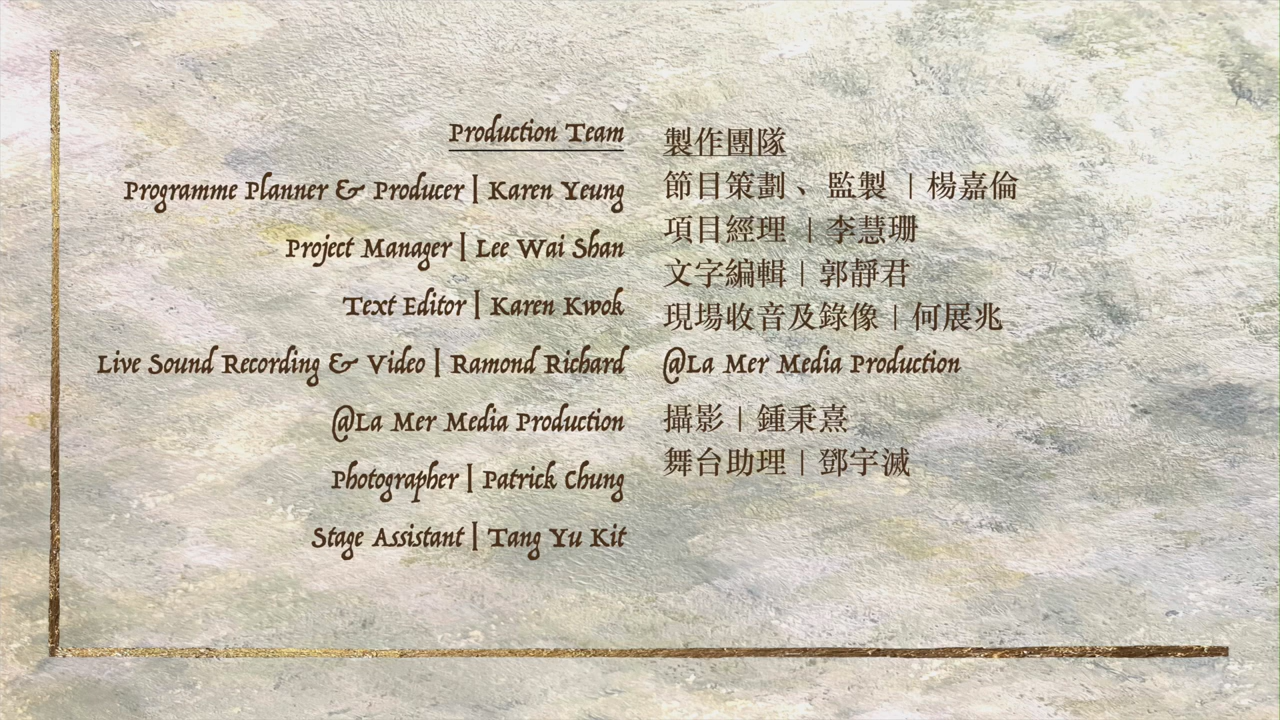 Production Team
Programme Planner & Producer | Karen Yeung
Project Manager | Lee Wai Shan
Text Editor | Karen Kwok
Live Sound Recording & Video | Ramond Richard
@La Mer Media Production
Photographer | Patrick Chung
Stage Assistant | Tang Yu Kit
製作團隊
節目策劃、監製 | 楊嘉倫
項目經理 | 李慧珊
文字編輯 | 郭靜君
現場收音及錄像 | 何展兆
@La Mer Media Production
攝影 | 鍾秉熹
舞台助理 | 鄧宇滅